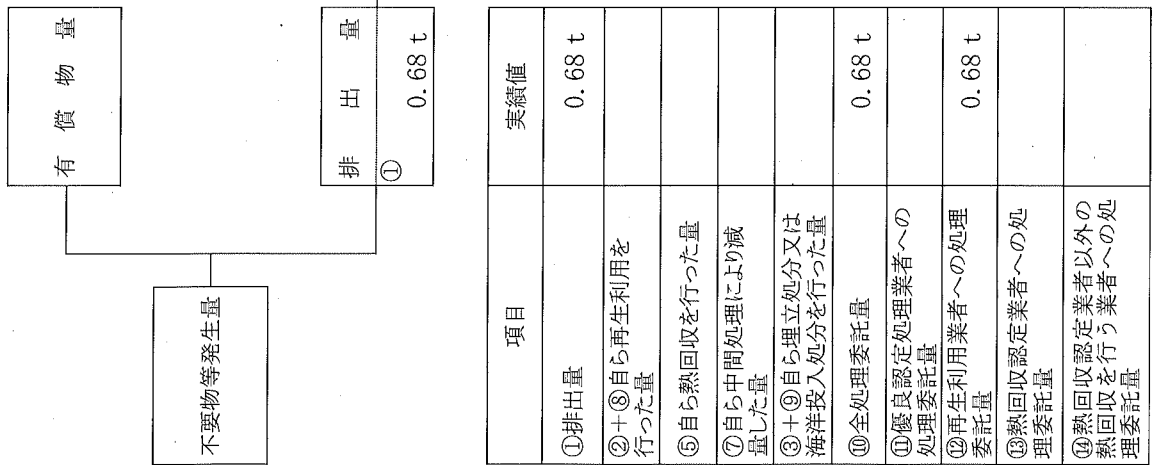 有償物量
不要物等発生量
排出量
①
0.68 t
項目 実績値
①排出量 0.68 t
②+⑧自ら再生利用を
行った量
⑤自ら熱回収を行った量
⑦自ら中間処理により減
量した量
③+⑨自ら埋立処分又は
海洋投入処分を行った量
⑩全処理委託量 0.68 t
⑪優良認定処理業者への
処理委託量
⑫再生利用業者への処理
委託量 0.68 t
⑬熱回収認定業者への処
理委託量
⑭熱回収認定業者以外の
熱回収を行う業者への処
理委託量